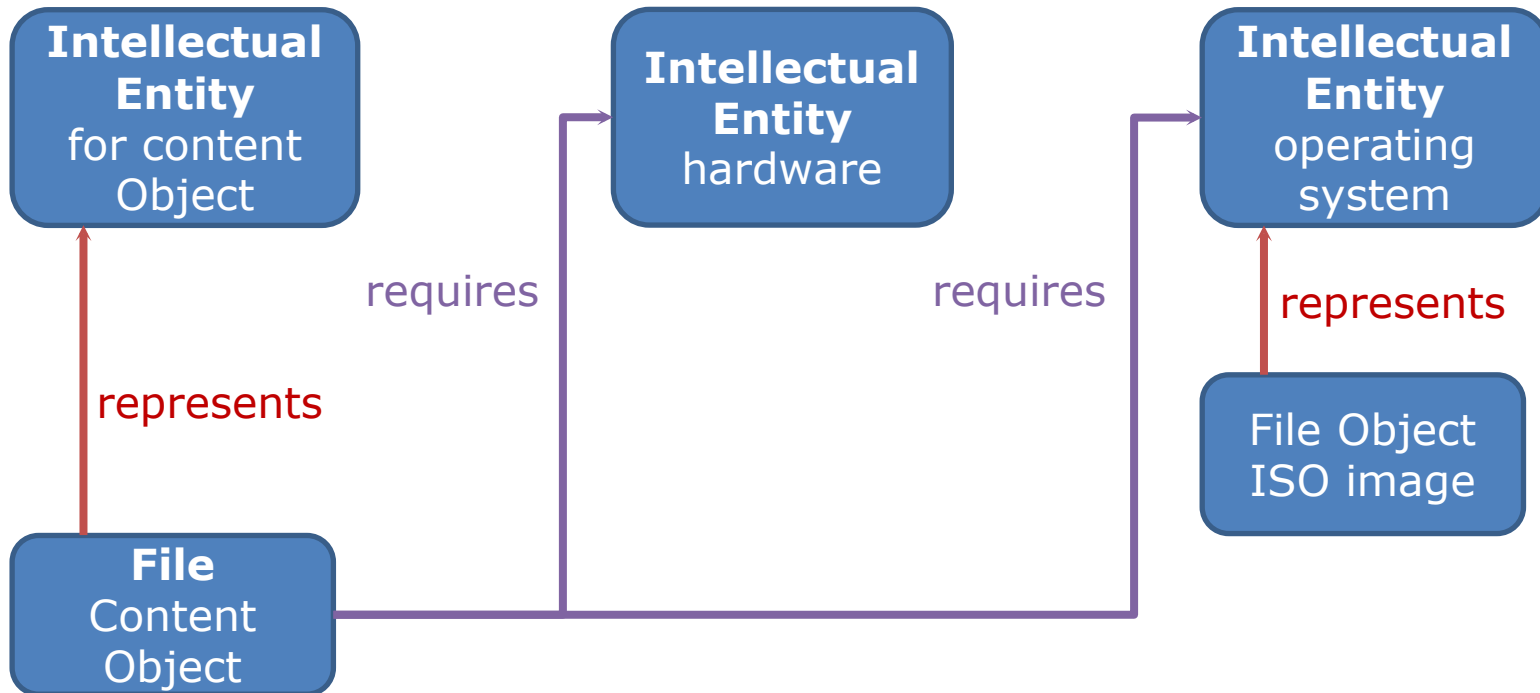 Intellectual
Entity
for content
Object
Intellectual
Entity
hardware
Intellectual
Entity
operating
system
requires
requires
represents
represents
File Object
ISO image
File
Content
Object